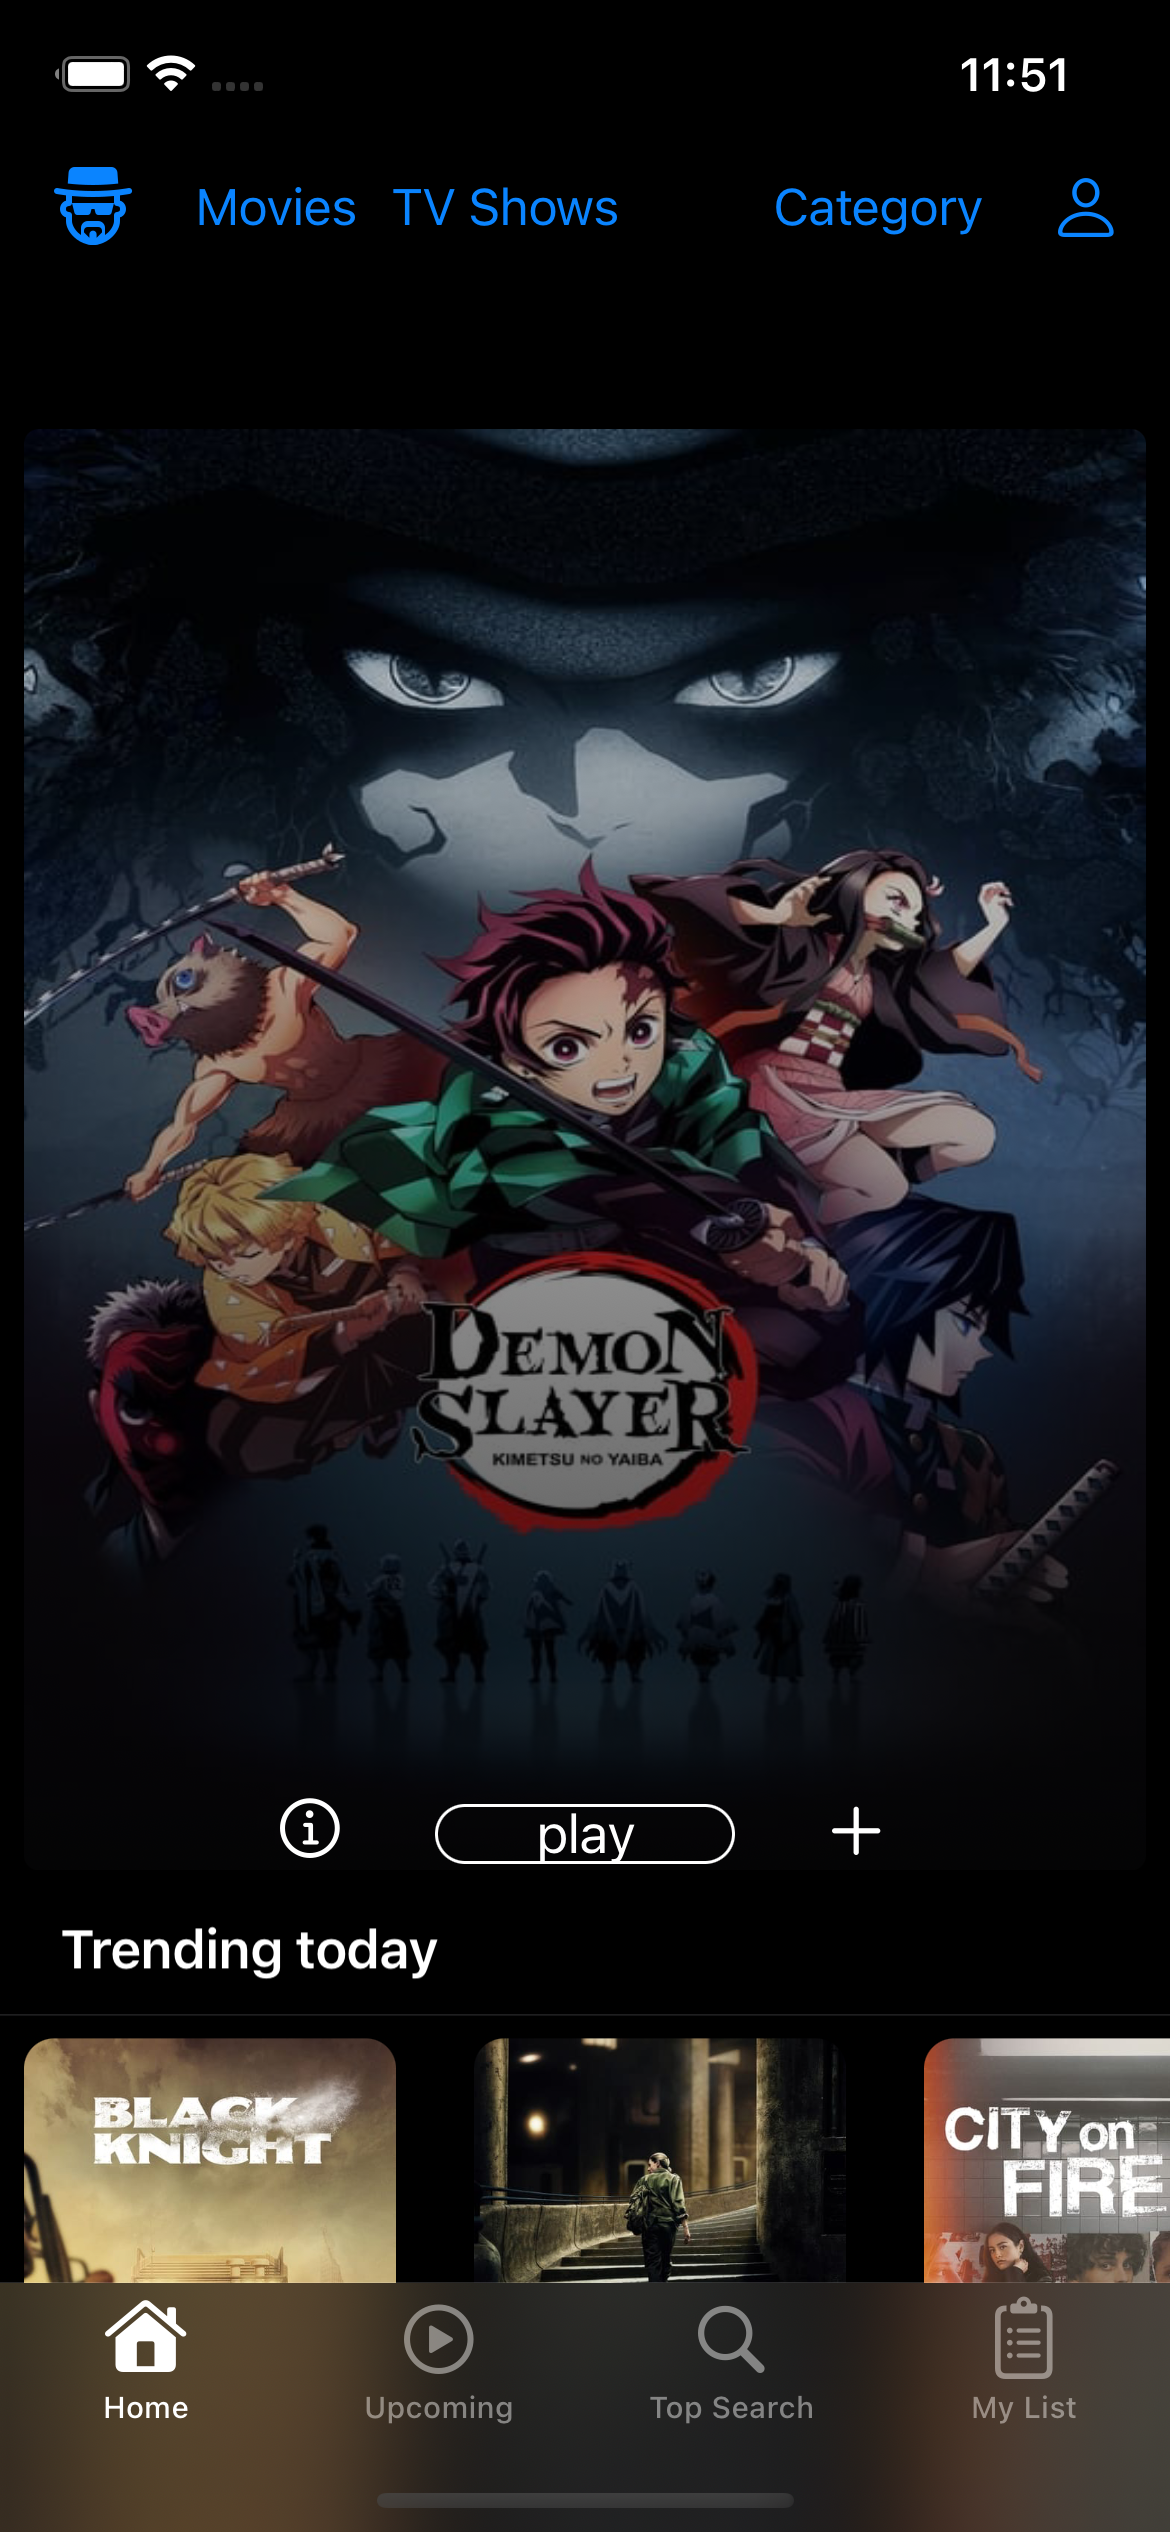 11:51
Movies TV Shows Category
DEMON
SLAYER
KIMETSU NO YAIBA
play
Trending today
BLACK
KNIGHT
CITY on
FIRE
Home Upcoming Top Search My List